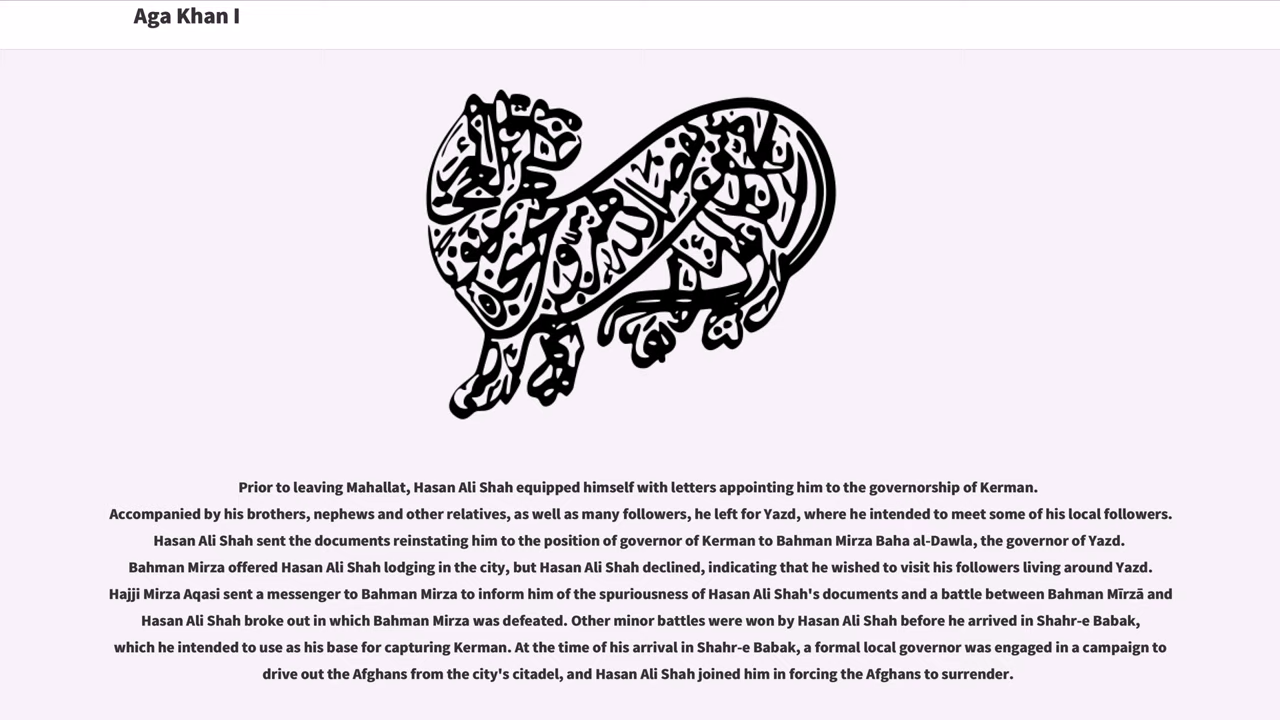 Aga Khan I
Prior to leaving Mahallat, Hasan Ali Shah equipped himself with letters appointing him to the governorship of Kerman.
Accompanied by his brothers, nephews and other relatives, as well as many followers, he left for Yazd, where he intended to meet some of his local followers.
Hasan Ali Shah sent the documents reinstating him to the position of governor of Kerman to Bahman Mirza Baha al-Dawla, the governor of Yazd.
Bahman Mirza offered Hasan Ali Shah lodging in the city, but Hasan Ali Shah declined, indicating that he wished to visit his followers living around Yazd.
Hajji Mirza Aqasi sent a messenger to Bahman Mirza to inform him of the spuriousness of Hasan Ali Shah's documents and a battle between Bahman Mīrzā and
Hasan Ali Shah broke out in which Bahman Mirza was defeated. Other minor battles were won by Hasan Ali Shah before he arrived in Shahr-e Babak,
which he intended to use as his base for capturing Kerman. At the time of his arrival in Shahr-e Babak, a formal local governor was engaged in a campaign to
drive out the Afghans from the city's citadel, and Hasan Ali Shah joined him in forcing the Afghans to surrender.